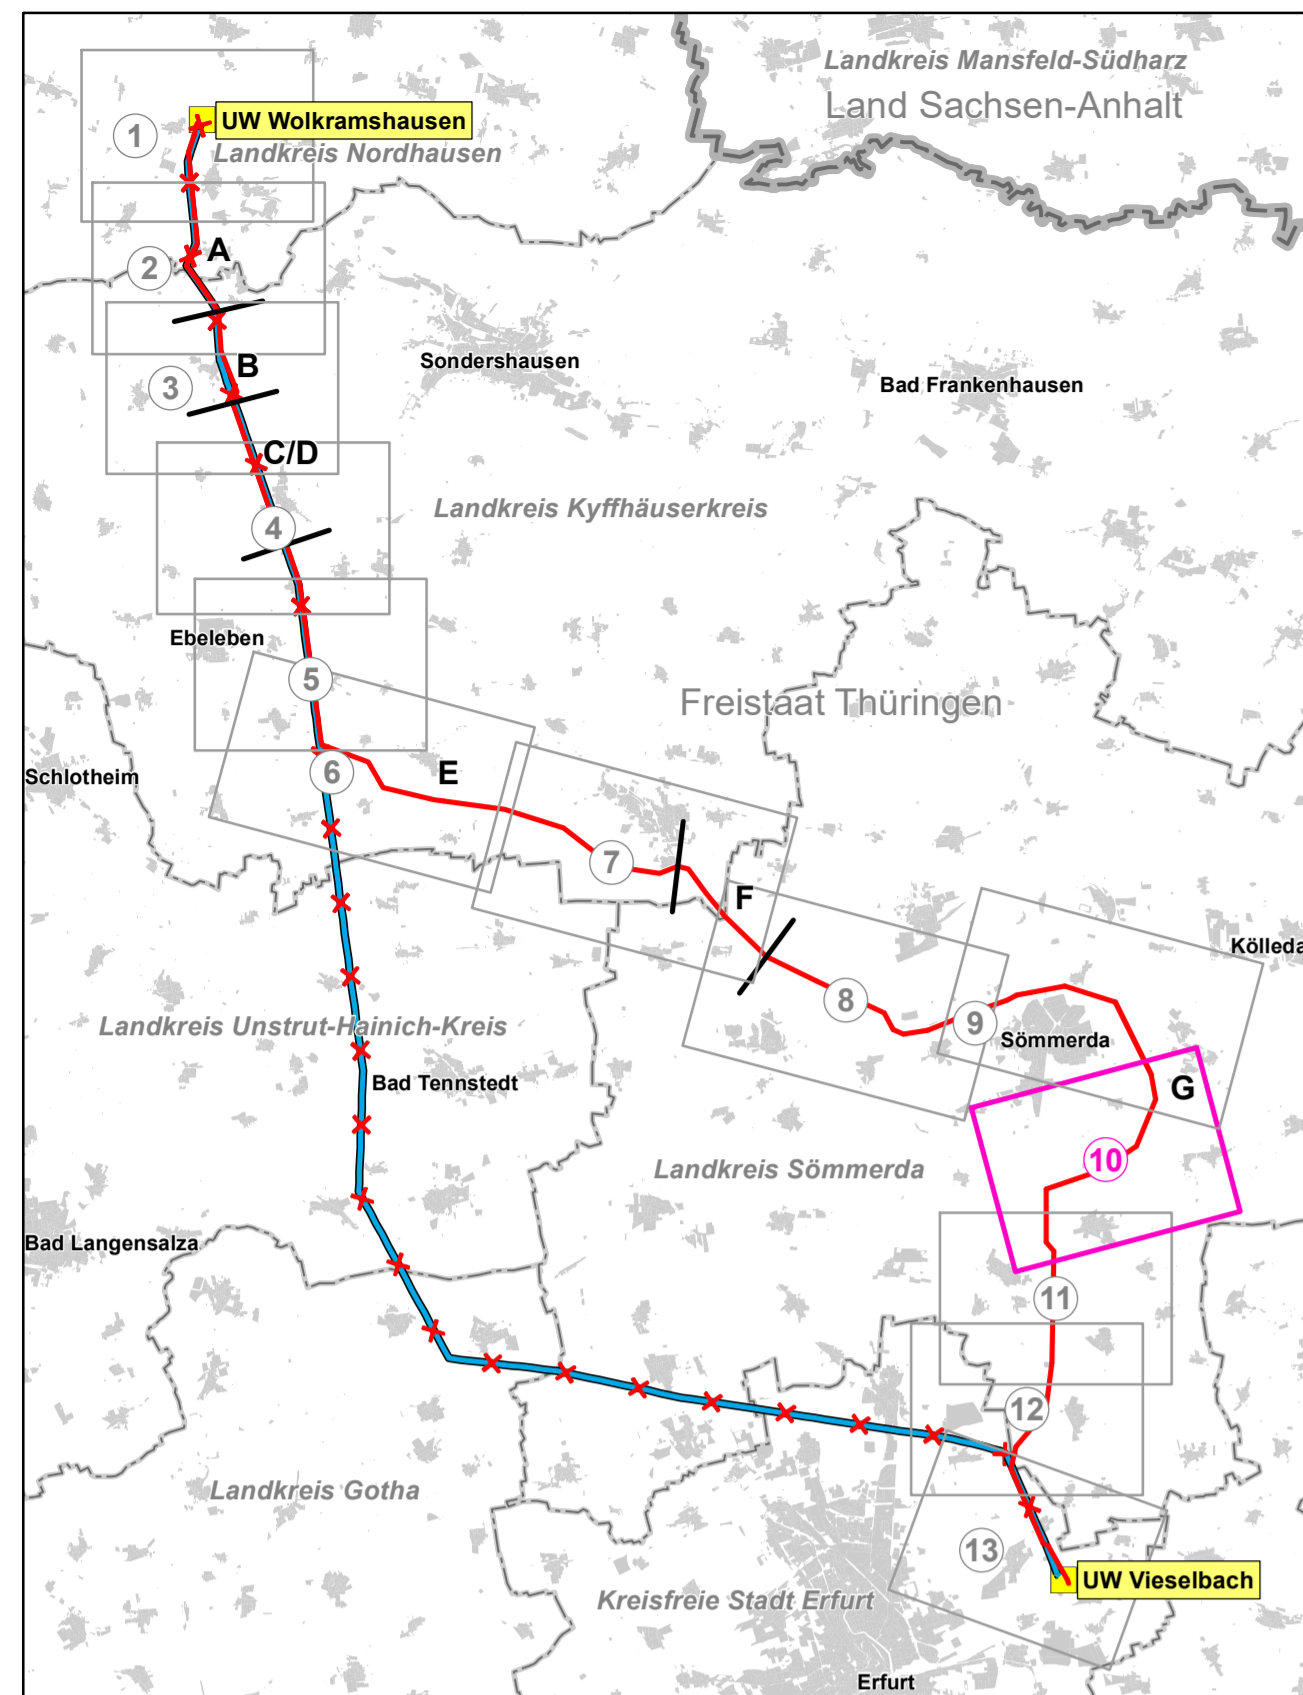 Landkreis Mansfeld-Südharz
Land Sachsen-Anhalt
UW Wolkramshausen
1
Landkreis Nordhausen
A
2
Sondershausen
B
3
Bad Frankenhausen
C/D
Landkreis Kyffhäuserkreis
4
Ebeleben
5
Freistaat Thüringen
Schlotheim
6
E
7
F
Kölleda
8
9
Landkreis Unstrut-Hainich-Kreis
Sömmerda
Bad Tennstedt
G
10
Landkreis Sömmerda
Bad Langensalza
11
12
Landkreis Gotha
13
UW Vieselbach
Kreisfreie Stadt Erfurt
Erfurt